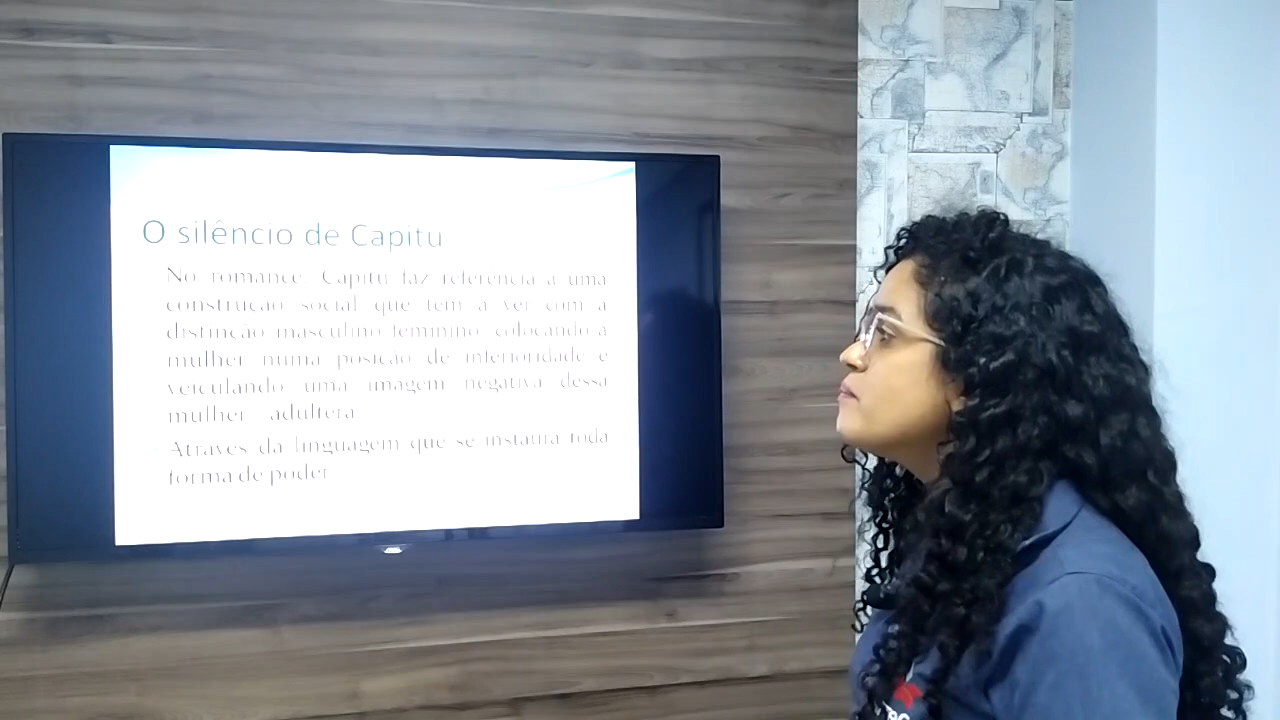 O silêncio de Capitu
No romance, Capitu faz referência a uma
construção social que tem a ver com a
distinção masculino/feminino, colocando a
mulher numa posição de inferioridade e
veiculando uma imagem negativa dessa
mulher adúltera
Através da linguagem que se instaura toda
forma de poder